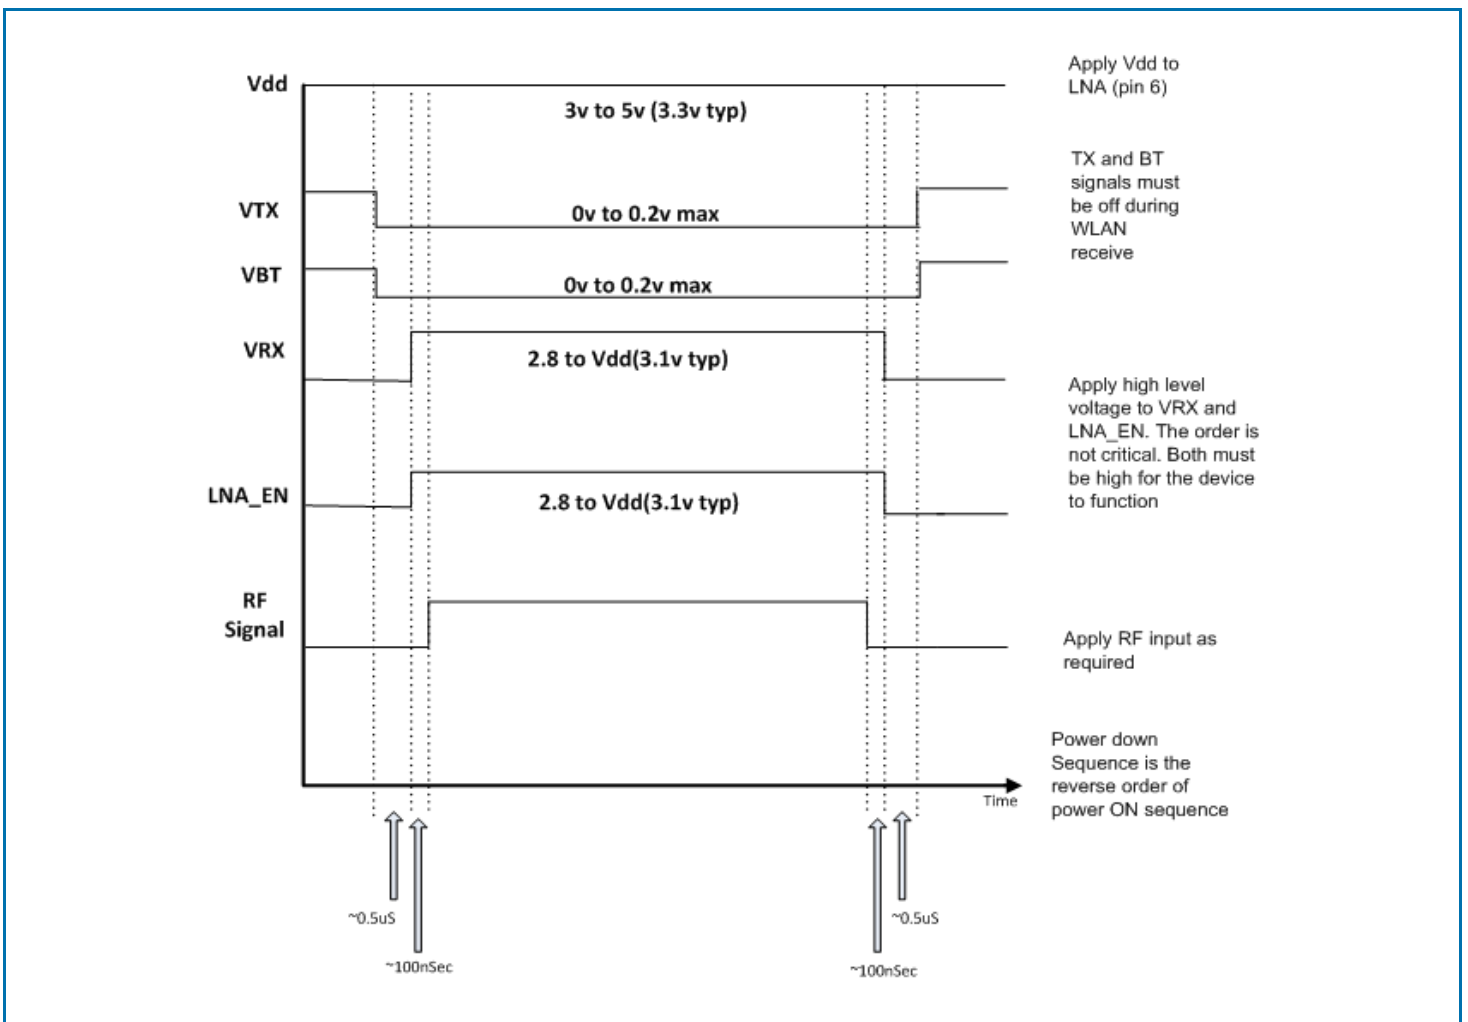 Vdd
3v to 5v (3.3v typ)
Apply Vdd to
LNA (pin 6)
VTX
0v to 0.2v max
TX and BT
signals must
be off during
WLAN
receive
VBT
0v to 0.2v max
VRX
2.8 to Vdd(3.1v typ)
Apply high level
voltage to VRX and
LNA_EN. The order is
not critical. Both must
be high for the device
to function
LNA_EN
2.8 to Vdd(3.1v typ)
RF
Signal
Apply RF input as
required
Power down
Sequence is the
reverse order of
power ON sequence
Time
~0.5uS
~0.5uS
~100nSec
~100nSec